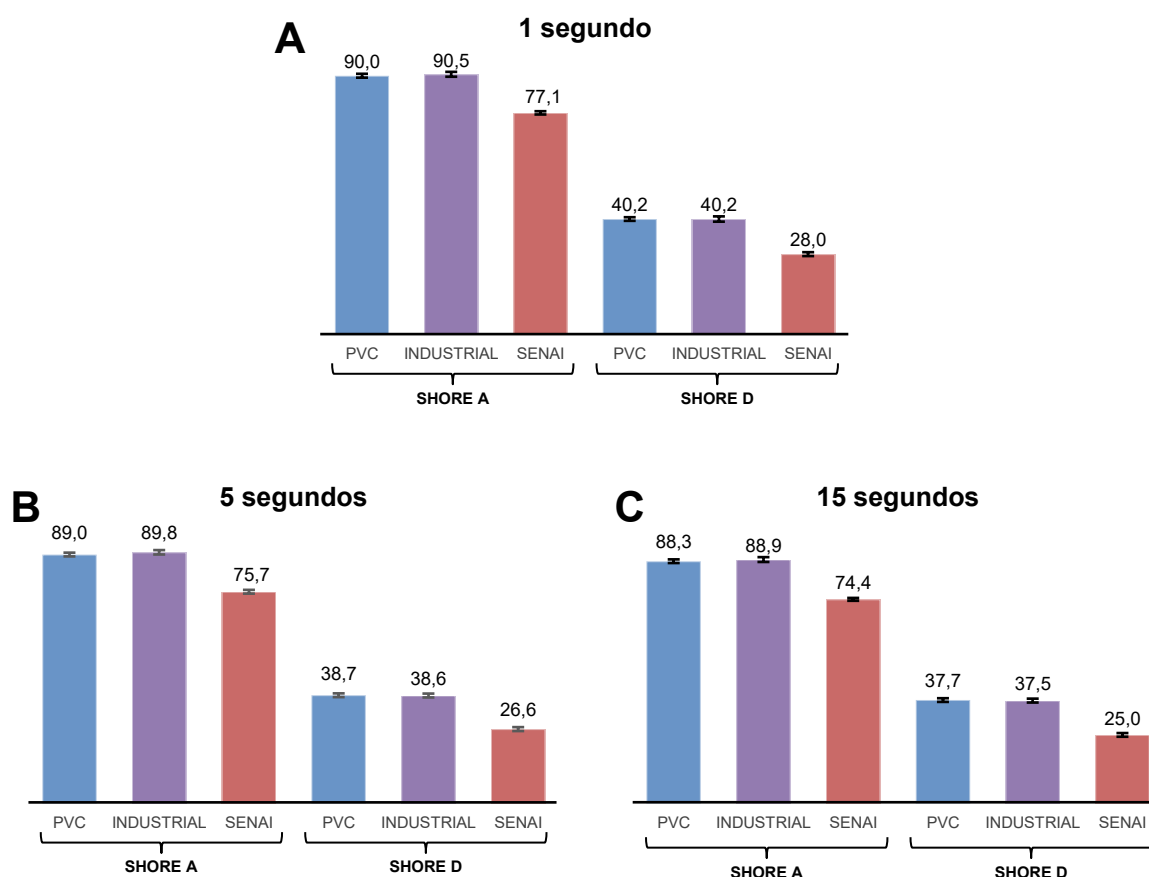 A
1 segundo
90,0
90,5
77,1
40,2
40,2
28,0
PVC INDUSTRIAL SENAI PVC INDUSTRIAL SENAI
SHORE A SHORE D
B
5 segundos
89,0
89,8
75,7
38,7
38,6
26,6
PVC INDUSTRIAL SENAI PVC INDUSTRIAL SENAI
SHORE A SHORE D
C
15 segundos
88,3
88,9
74,4
37,7
37,5
25,0
PVC INDUSTRIAL SENAI PVC INDUSTRIAL SENAI
SHORE A SHORE D